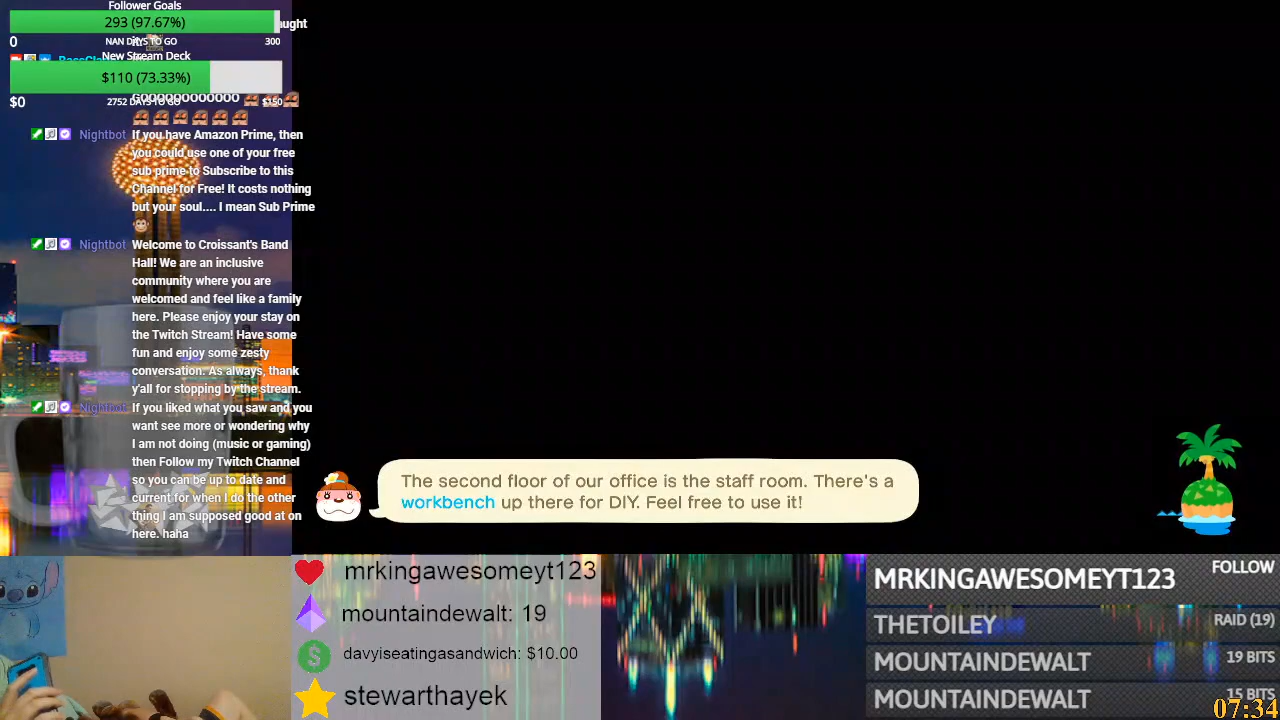 Follower Goals
293 (97.67%)
aught
0
NAN DAYS TO GO
300
New Stream Deck
$110 (73.33%)
GOOOOOOOOOOOO
$0
2752 DAYS TO GO
$150
Nightbot If you have Amazon Prime, then
you could use one of your free
sub prime to Subscribe to this
Channel for Free! It costs nothing
but your soul.... I mean Sub Prime
Nightbot Welcome to Croissant's Band
Hall! We are an inclusive
community where you are
welcomed and feel like a family
here. Please enjoy your stay on
the Twitch Stream! Have some
fun and enjoy some zesty
conversation. As always, thank
y'all for stopping by the stream.
Nightbot If you liked what you saw and you
want see more or wondering why
I am not doing (music or gaming)
then Follow my Twitch Channel
so you can be up to date and
current for when I do the other
thing I am supposed good at on
here. haha
The second floor of our office is the staff room. There's a
workbench up there for DIY. Feel free to use it!
mrkingawesomeyt123
mountaindewalt: 19
davyiseatingasandwich: $10.00
stewarthayek
MRKINGAWESOMEYT123 FOLLOW
THETOILEY RAID (19)
MOUNTAINDEWALT 19 BITS
MOUNTAINDEWALT 15 BITS
07:34